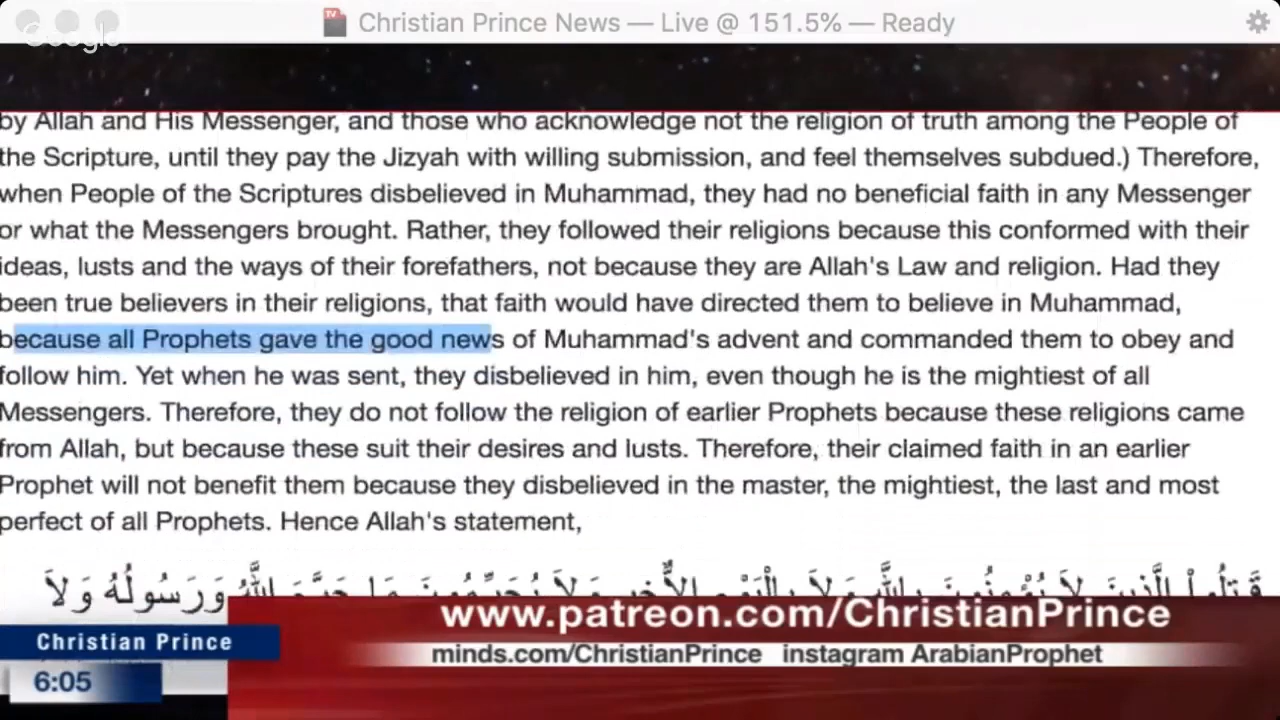 Christian Prince News — Live @ 151.5% — Ready
Google
by Allah and His Messenger, and those who acknowledge not the religion of truth among the People of
the Scripture, until they pay the Jizyah with willing submission, and feel themselves subdued.) Therefore,
when People of the Scriptures disbelieved in Muhammad, they had no beneficial faith in any Messenger
or what the Messengers brought. Rather, they followed their religions because this conformed with their
ideas, lusts and the ways of their forefathers, not because they are Allah's Law and religion. Had they
been true believers in their religions, that faith would have directed them to believe in Muhammad,
because all Prophets gave the good news of Muhammad's advent and commanded them to obey and
follow him. Yet when he was sent, they disbelieved in him, even though he is the mightiest of all
Messengers. Therefore, they do not follow the religion of earlier Prophets because these religions came
from Allah, but because these suit their desires and lusts. Therefore, their claimed faith in an earlier
Prophet will not benefit them because they disbelieved in the master, the mightiest, the last and most
perfect of all Prophets. Hence Allah's statement,
اللَّهُ وَرَسُولُهُ وَلاَ
www.patreon.com/ChristianPrince
Christian Prince
minds.com/ChristianPrince instagram ArabianProphet
6:05